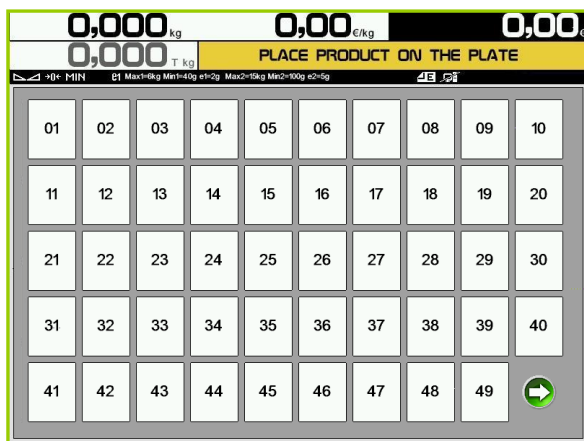 0,000 kg 0,00 €/kg 0,00 €
0,000 T kg PLACE PRODUCT ON THE PLATE
→0← MIN e1 Max1=6kg Min1=40g e1=2g Max2=15kg Min2=100g e2=5g
01 02 03 04 05 06 07 08 09 10
11 12 13 14 15 16 17 18 19 20
21 22 23 24 25 26 27 28 29 30
31 32 33 34 35 36 37 38 39 40
41 42 43 44 45 46 47 48 49